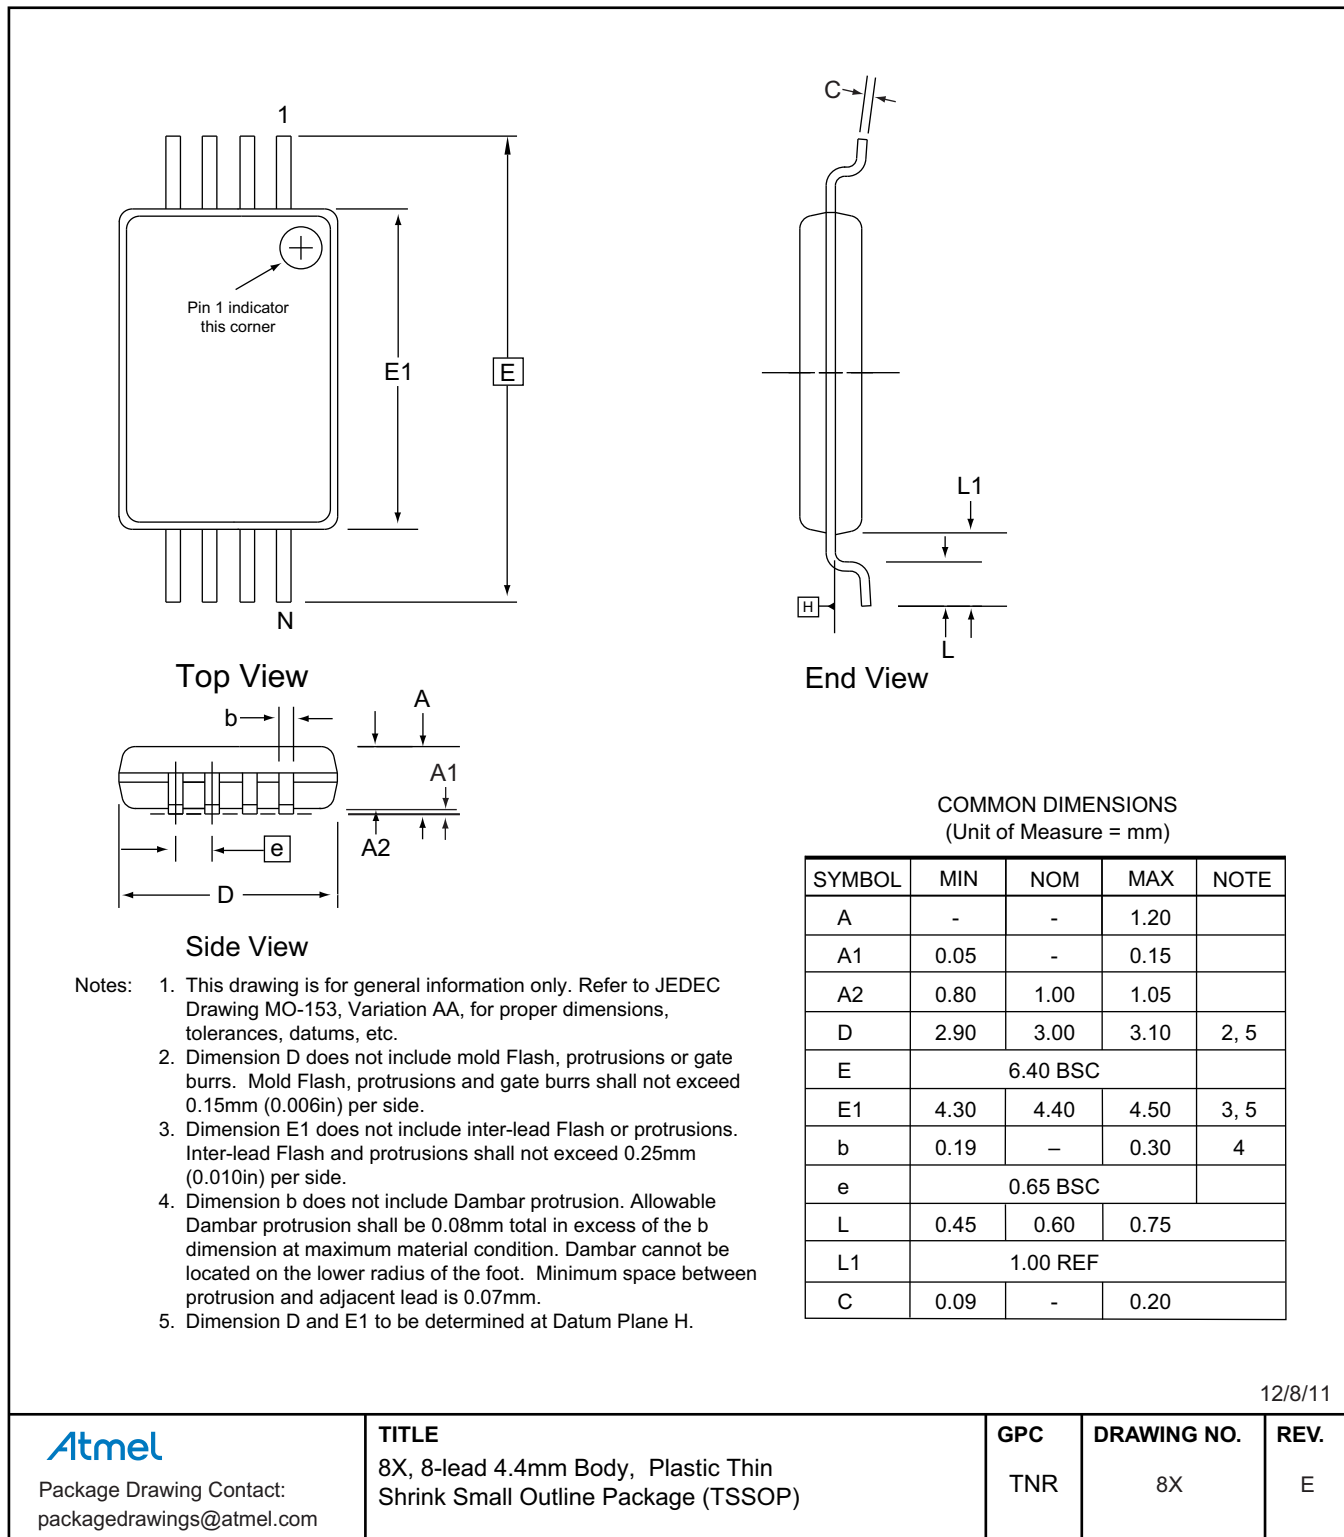 1
C
Pin 1 indicator
this corner
E1
E
L1
H
N
L
Top View
End View
b
A
A1
e
A2
D
Side View
COMMON DIMENSIONS
(Unit of Measure = mm)
SYMBOL MIN NOM MAX NOTE
A - - 1.20
A1 0.05 - 0.15
A2 0.80 1.00 1.05
D 2.90 3.00 3.10 2, 5
E 6.40 BSC
E1 4.30 4.40 4.50 3, 5
b 0.19 – 0.30 4
e 0.65 BSC
L 0.45 0.60 0.75
L1 1.00 REF
C 0.09 - 0.20
Notes: 1. This drawing is for general information only. Refer to JEDEC
Drawing MO-153, Variation AA, for proper dimensions,
tolerances, datums, etc.
2. Dimension D does not include mold Flash, protrusions or gate
burrs. Mold Flash, protrusions and gate burrs shall not exceed
0.15mm (0.006in) per side.
3. Dimension E1 does not include inter-lead Flash or protrusions.
Inter-lead Flash and protrusions shall not exceed 0.25mm
(0.010in) per side.
4. Dimension b does not include Dambar protrusion. Allowable
Dambar protrusion shall be 0.08mm total in excess of the b
dimension at maximum material condition. Dambar cannot be
located on the lower radius of the foot. Minimum space between
protrusion and adjacent lead is 0.07mm.
5. Dimension D and E1 to be determined at Datum Plane H.
12/8/11
Atmel
Package Drawing Contact:
packagedrawings@atmel.com
TITLE
8X, 8-lead 4.4mm Body, Plastic Thin
Shrink Small Outline Package (TSSOP)
GPC
TNR
DRAWING NO.
8X
REV.
E